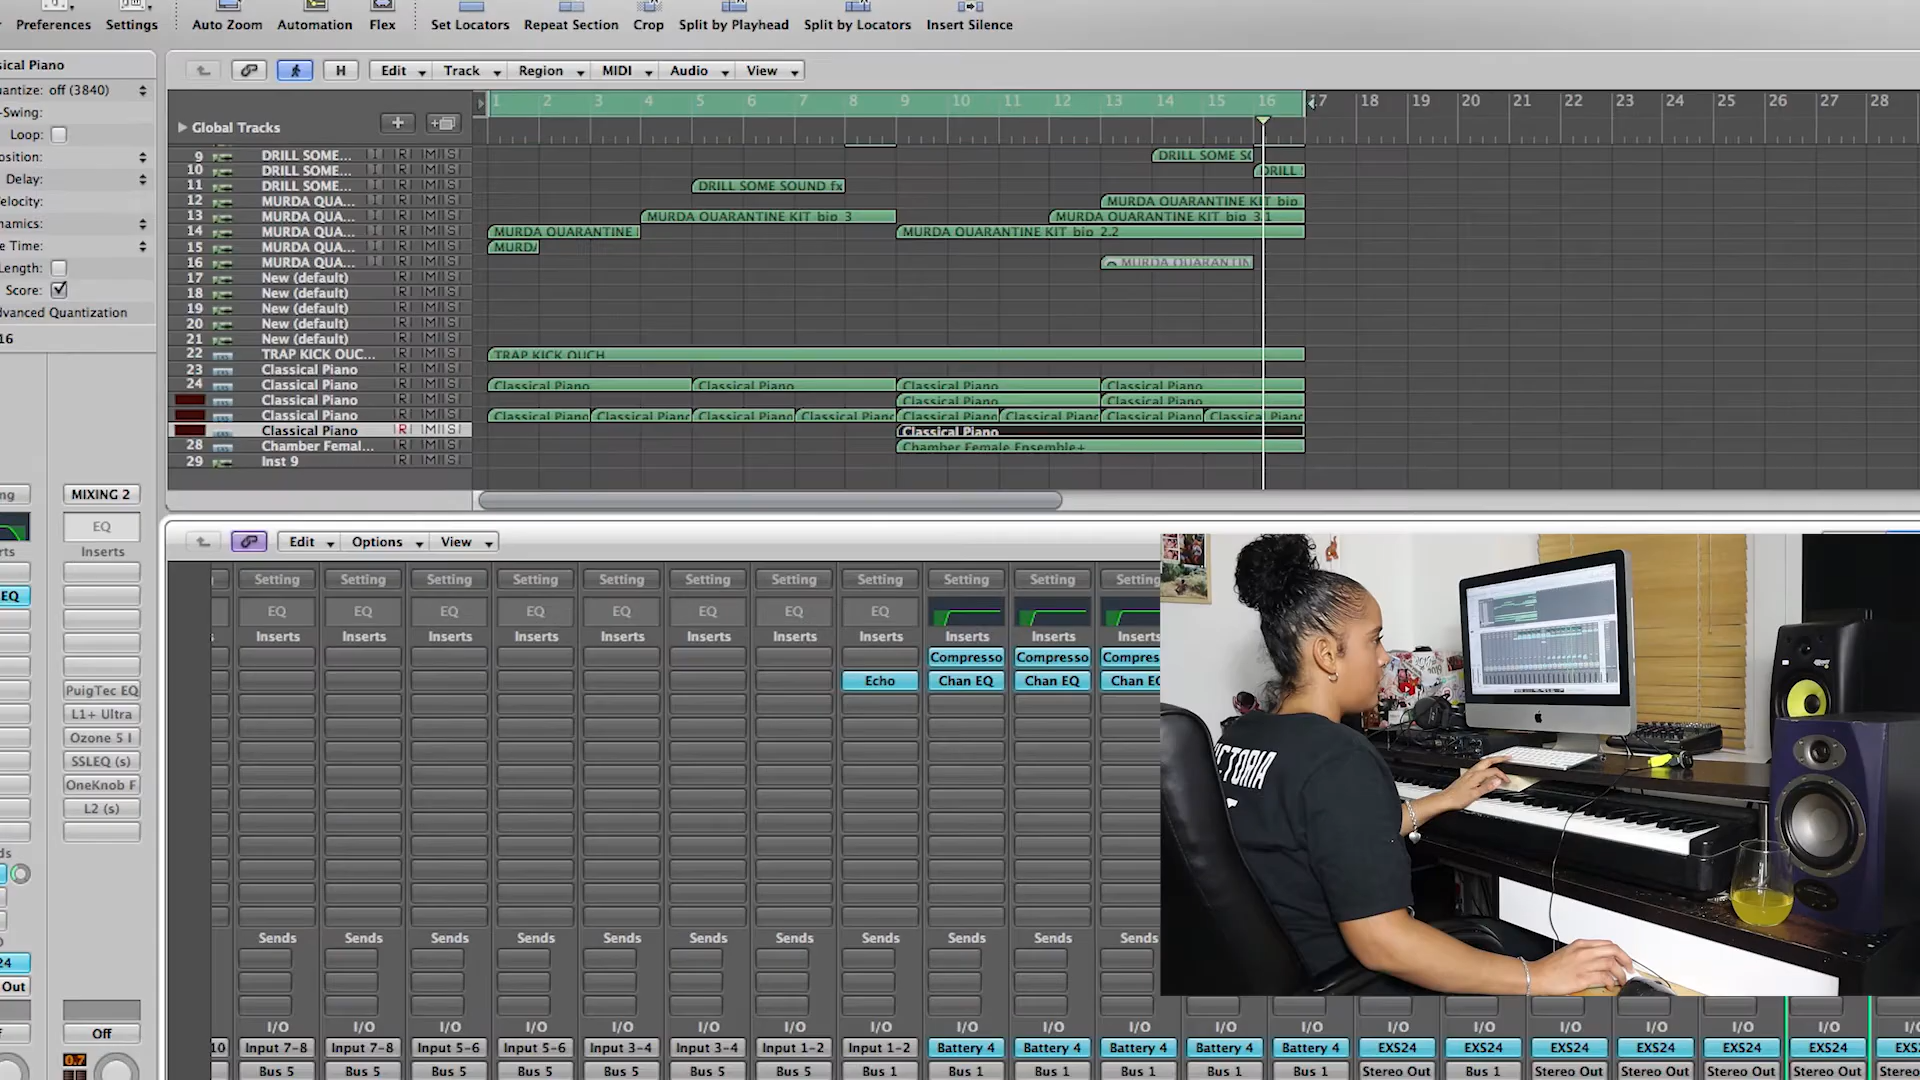 Preferences Settings Auto Zoom Automation Flex Set Locators Repeat Section Crop Split by Playhead Split by Locators Insert Silence
sical Piano
uantize: off (3840)
-Swing:
Loop:
osition:
Delay:
elocity:
namics:
e Time:
Length:
Score:
dvanced Quantization
16
H Edit Track Region MIDI Audio View
1 2 3 4 5 6 7 8 9 10 11 12 13 14 15 16 17 18 19 20 21 22 23 24 25 26 27 28
Global Tracks
9 DRILL SOME... I R M S DRILL SOME SO
10 DRILL SOME... I R M S DRILL
11 DRILL SOME... I R M S DRILL SOME SOUND fx
12 MURDA QUA... I R M S MURDA QUARANTINE KIT bip
13 MURDA QUA... I R M S MURDA QUARANTINE KIT bip 3 MURDA QUARANTINE KIT bip 3.1
14 MURDA QUA... I R M S MURDA QUARANTINE MURDA QUARANTINE KIT bip 2.2
15 MURDA QUA... I R M S MURDA
16 MURDA QUA... I R M S MURDA QUARANTIN
17 New (default) R M S
18 New (default) R M S
19 New (default) R M S
20 New (default) R M S
21 New (default) R M S
22 TRAP KICK OUC... R M S TRAP KICK OUCH
23 Classical Piano R M S
24 Classical Piano R M S Classical Piano Classical Piano Classical Piano Classical Piano
Classical Piano R M S Classical Piano
Classical Piano R M S Classical Piano Classical Piano Classical Piano Classical Piano Classical Piano Classical Piano Classical Piano Classical Piano
Classical Piano R M S Classical Piano
28 Chamber Femal... R M S Chamber Female Ensemble+
29 Inst 9 R M S
ng MIXING 2
EQ
rts Inserts
EQ
PuigTec EQ
L1+ Ultra
Ozone 5 I
SSLEQ (s)
OneKnob F
L2 (s)
ds
24
Out
Off
0.7
Edit Options View
Setting Setting Setting Setting Setting Setting Setting Setting Setting Setting Setting
EQ EQ EQ EQ EQ EQ EQ EQ
s Inserts Inserts Inserts Inserts Inserts Inserts Inserts Inserts Inserts Inserts Inserts
Compresso Compresso Compres
Echo Chan EQ Chan EQ Chan E
Sends Sends Sends Sends Sends Sends Sends Sends Sends Sends Sends
I/O I/O I/O I/O I/O I/O I/O I/O I/O I/O I/O I/O I/O I/O I/O I/O I/O I/O I/O I/O
10 Input 7-8 Input 7-8 Input 5-6 Input 5-6 Input 3-4 Input 3-4 Input 1-2 Input 1-2 Battery 4 Battery 4 Battery 4 Battery 4 Battery 4 EXS24 EXS24 EXS24 EXS24 EXS24 EXS24 EXS
Bus 5 Bus 5 Bus 5 Bus 5 Bus 5 Bus 5 Bus 5 Bus 1 Bus 1 Bus 1 Bus 1 Bus 1 Bus 1 Stereo Out Bus 1 Stereo Out Stereo Out Stereo Out Stereo Out Stere
CTORIA